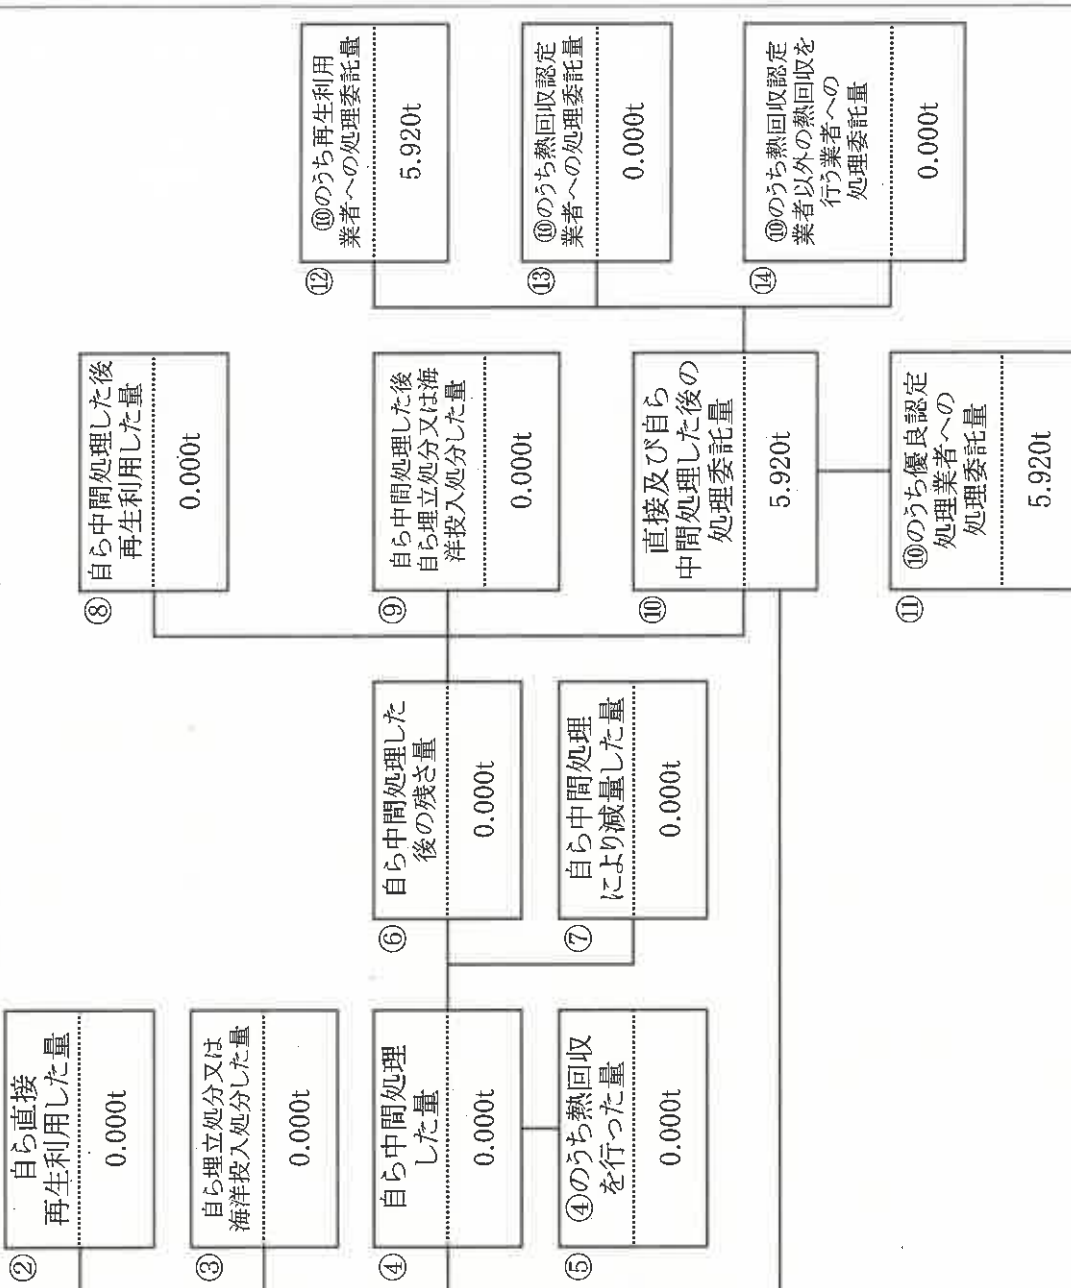 ②
自ら直接
再生利用した量
0.000t
③
自ら埋立処分又は
海洋投入処分した量
0.000t
④
自ら中間処理
した量
0.000t
⑤
④のうち熱回収
を行った量
0.000t
⑥
自ら中間処理した
後の残さ量
0.000t
⑦
自ら中間処理
により減量した量
0.000t
⑧
自ら中間処理した後
再生利用した量
0.000t
⑨
自ら中間処理した後
自ら埋立処分又は海
洋投入処分した量
0.000t
⑩
直接及び自ら
中間処理した後の
処理委託量
5.920t
⑪
⑩のうち優良認定
処理業者への
処理委託量
5.920t
⑫
⑩のうち再生利用
業者への処理委託量
5.920t
⑬
⑩のうち熱回収認定
業者への処理委託量
0.000t
⑭
⑩のうち熱回収認定
業者以外の熱回収を
行う業者への
処理委託量
0.000t